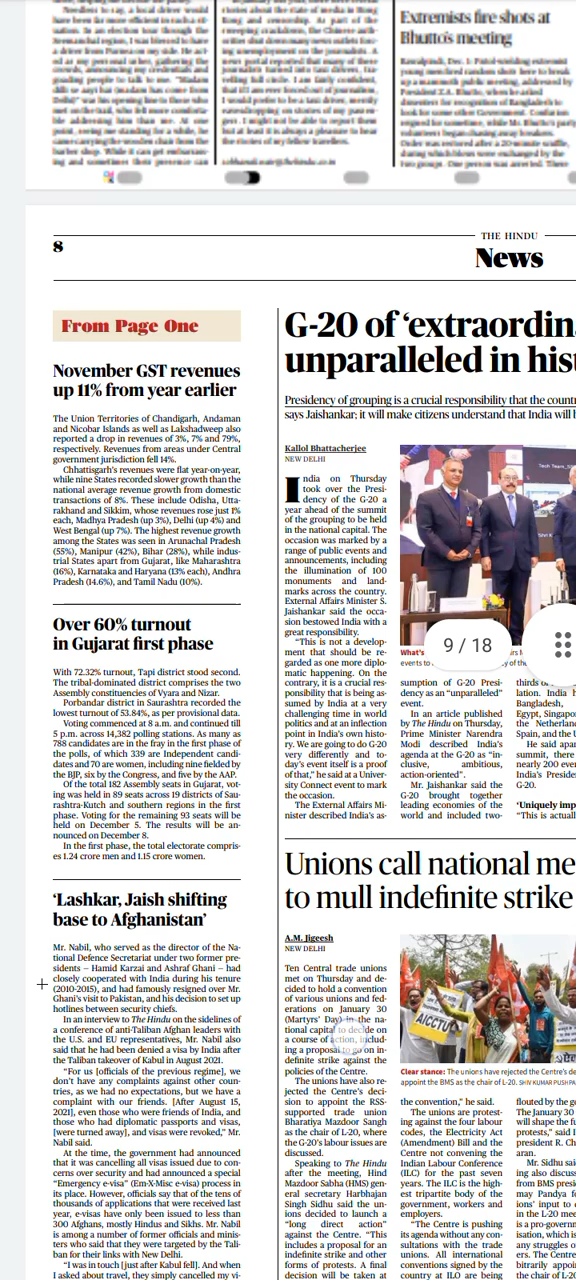 Extremists fire shots at
Bhutto's meeting
8
THE HINDU
News
From Page One
November GST revenues
up 11% from year earlier
The Union Territories of Chandigarh, Andaman
and Nicobar Islands as well as Lakshadweep also
reported a drop in revenues of 3%, 7% and 79%,
respectively. Revenues from areas under Central
government jurisdiction fell 14%.
Chhattisgarh's revenues were flat year-on-year,
while nine States recorded slower growth than the
national average revenue growth from domestic
transactions of 8%. These include Odisha, Utta-
rakhand and Sikkim, whose revenues rose just 1%
each, Madhya Pradesh (up 3%), Delhi (up 4%) and
West Bengal (up 7%). The highest revenue growth
among the States was seen in Arunachal Pradesh
(55%), Manipur (42%), Bihar (28%), while indus-
trial States apart from Gujarat, like Maharashtra
(16%), Karnataka and Haryana (13% each), Andhra
Pradesh (14.6%), and Tamil Nadu (10%).
Over 60% turnout
in Gujarat first phase
With 72.32% turnout, Tapi district stood second.
The tribal-dominated district comprises the two
Assembly constituencies of Vyara and Nizar.
Porbandar district in Saurashtra recorded the
lowest turnout of 53.84%, as per provisional data.
Voting commenced at 8 a.m. and continued till
5 p.m. across 14,382 polling stations. As many as
788 candidates are in the fray in the first phase of
the polls, of which 339 are Independent candi-
dates and 70 are women, including nine fielded by
the BJP, six by the Congress, and five by the AAP.
Of the total 182 Assembly seats in Gujarat, vot-
ing was held in 89 seats across 19 districts of Sau-
rashtra-Kutch and southern regions in the first
phase. Voting for the remaining 93 seats will be
held on December 5. The results will be an-
nounced on December 8.
In the first phase, the total electorate compris-
es 1.24 crore men and 1.15 crore women.
'Lashkar, Jaish shifting
base to Afghanistan'
Mr. Nabil, who served as the director of the Na-
tional Defence Secretariat under two former pre-
sidents – Hamid Karzai and Ashraf Ghani – had
closely cooperated with India during his tenure
(2010-2015), and had famously resigned over Mr.
Ghani's visit to Pakistan, and his decision to set up
hotlines between security chiefs.
In an interview to The Hindu on the sidelines of
a conference of anti-Taliban Afghan leaders with
the U.S. and EU representatives, Mr. Nabil also
said that he had been denied a visa by India after
the Taliban takeover of Kabul in August 2021.
"For us [officials of the previous regime], we
don't have any complaints against other coun-
tries, as we had no expectations, but we have a
complaint with our friends. [After August 15,
2021], even those who were friends of India, and
those who had diplomatic passports and visas,
[were turned away], and visas were revoked," Mr.
Nabil said.
At the time, the government had announced
that it was cancelling all visas issued due to con-
cerns over security and had announced a special
"Emergency e-visa" (Em-X-Misc e-visa) process in
its place. However, officials say that of the tens of
thousands of applications that were received last
year, e-visas have only been issued to less than
300 Afghans, mostly Hindus and Sikhs. Mr. Nabil
is among a number of former officials and minis-
ters who said that they were targeted by the Tali-
ban for their links with New Delhi.
"I was in touch [just after Kabul fell]. And when
I asked about travel, they simply cancelled my vi-
G-20 of 'extraordin
unparalleled in hist
Presidency of grouping is a crucial responsibility that the count
says Jaishankar; it will make citizens understand that India will b
Kallol Bhattacherjee
NEW DELHI
India on Thursday
took over the Presi-
dency of the G-20 a
year ahead of the summit
of the grouping to be held
in the national capital. The
occasion was marked by a
range of public events and
announcements, including
the illumination of 100
monuments and land-
marks across the country.
External Affairs Minister S.
Jaishankar said the occa-
sion bestowed India with a
great responsibility.
"This is not a develop-
ment that should be re-
garded as one more diplo-
matic happening. On the
contrary, it is a crucial res-
ponsibility that is being as-
sumed by India at a very
challenging time in world
politics and at an inflection
point in India's own histo-
ry. We are going to do G-20
very differently and to-
day's event itself is a proof
of that," he said at a Univer-
sity Connect event to mark
the occasion.
The External Affairs Mi-
nister described India's as-
What's
events to
9 / 18
sumption of G-20 Presi-
dency as an "unparalleled"
event.
In an article published
by The Hindu on Thursday,
Prime Minister Narendra
Modi described India's
agenda at the G-20 as "in-
clusive, ambitious,
action-oriented".
Mr. Jaishankar said the
G-20 brought together
leading economies of the
world and included two-
thirds
lation. India h
Bangladesh,
Egypt, Singapor
the Netherland
Spain, and the U
He said apar
summit, there
nearly 200 even
India's Preside
G-20.
'Uniquely imp
"This is actuall
Unions call national me
to mull indefinite strike
A.M. Jigeesh
NEW DELHI
Ten Central trade unions
met on Thursday and de-
cided to hold a convention
of various unions and fed-
erations on January 30
(Martyrs' Day) in the na-
tional capital to decide on
a course of action, includ-
ing a proposal to go on in-
definite strike against the
policies of the Centre.
The unions have also re-
jected the Centre's deci-
sion to appoint the RSS-
supported trade union
Bharatiya Mazdoor Sangh
as the chair of L-20, where
the G-20's labour issues are
discussed.
Speaking to The Hindu
after the meeting, Hind
Mazdoor Sabha (HMS) gen-
eral secretary Harbhajan
Singh Sidhu said the un-
ions decided to launch a
"long direct action"
against the Centre. "This
includes a proposal for an
indefinite strike and other
forms of protests. A final
decision will be taken at
AICCTU
Clear stance: The unions have rejected the Centre's de
appoint the BMS as the chair of L-20. SHIV KUMAR PUSHPA
the convention," he said.
The unions are protest-
ing against the four labour
codes, the Electricity Act
(Amendment) Bill and the
Centre not convening the
Indian Labour Conference
(ILC) for the past seven
years. The ILC is the high-
est tripartite body of the
government, workers and
employers.
"The Centre is pushing
its agenda without any con-
sultations with the trade
unions. All international
conventions signed by the
country at ILO are being
flouted by the go
The January 30
will shape the fu
protests," said I
president R. Ch
aran.
Mr. Sidhu sai
ing also discuss
from BMS presi
may Pandya fo
ions' input to
in the L-20 mee
is a pro-governm
isation, which is
any struggles o
ers. The Centre
bitrarily appoin
the chair of L-20